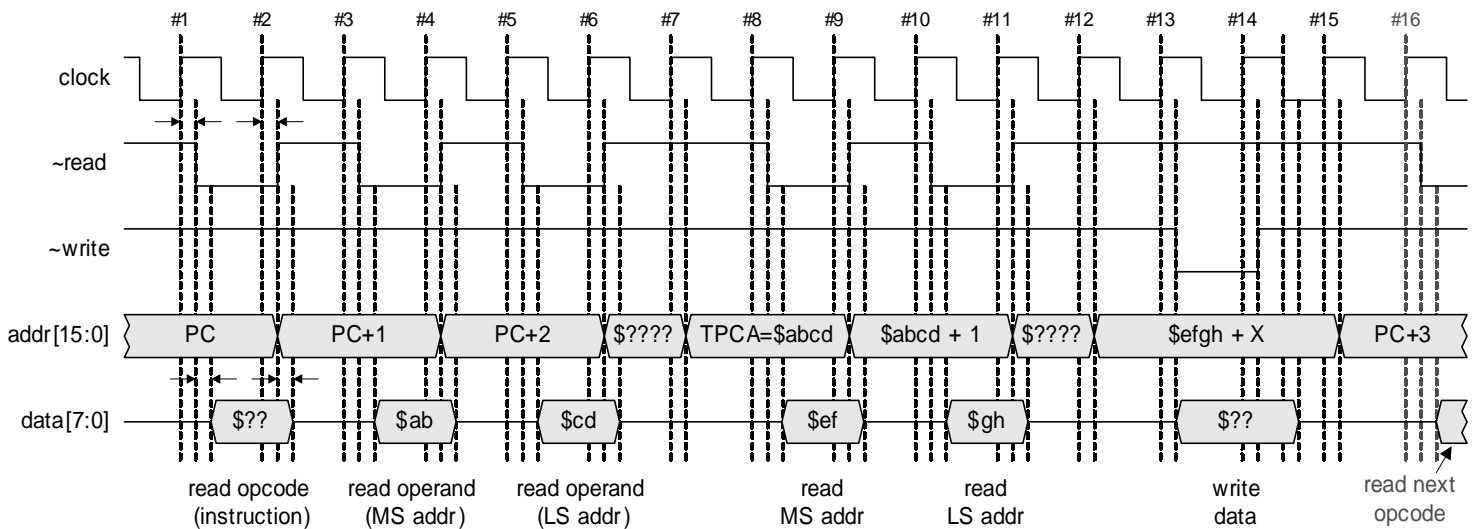 #1 #2 #3 #4 #5 #6 #7 #8 #9 #10 #11 #12 #13 #14 #15 #16
clock
~read
~write
addr[15:0] PC PC+1 PC+2 $???? TPCA=$abcd $abcd + 1 $???? $efgh + X PC+3
data[7:0] $?? $ab $cd $ef $gh $??
read opcode read operand read operand read read write read next
(instruction) (MS addr) (LS addr) MS addr LS addr data opcode